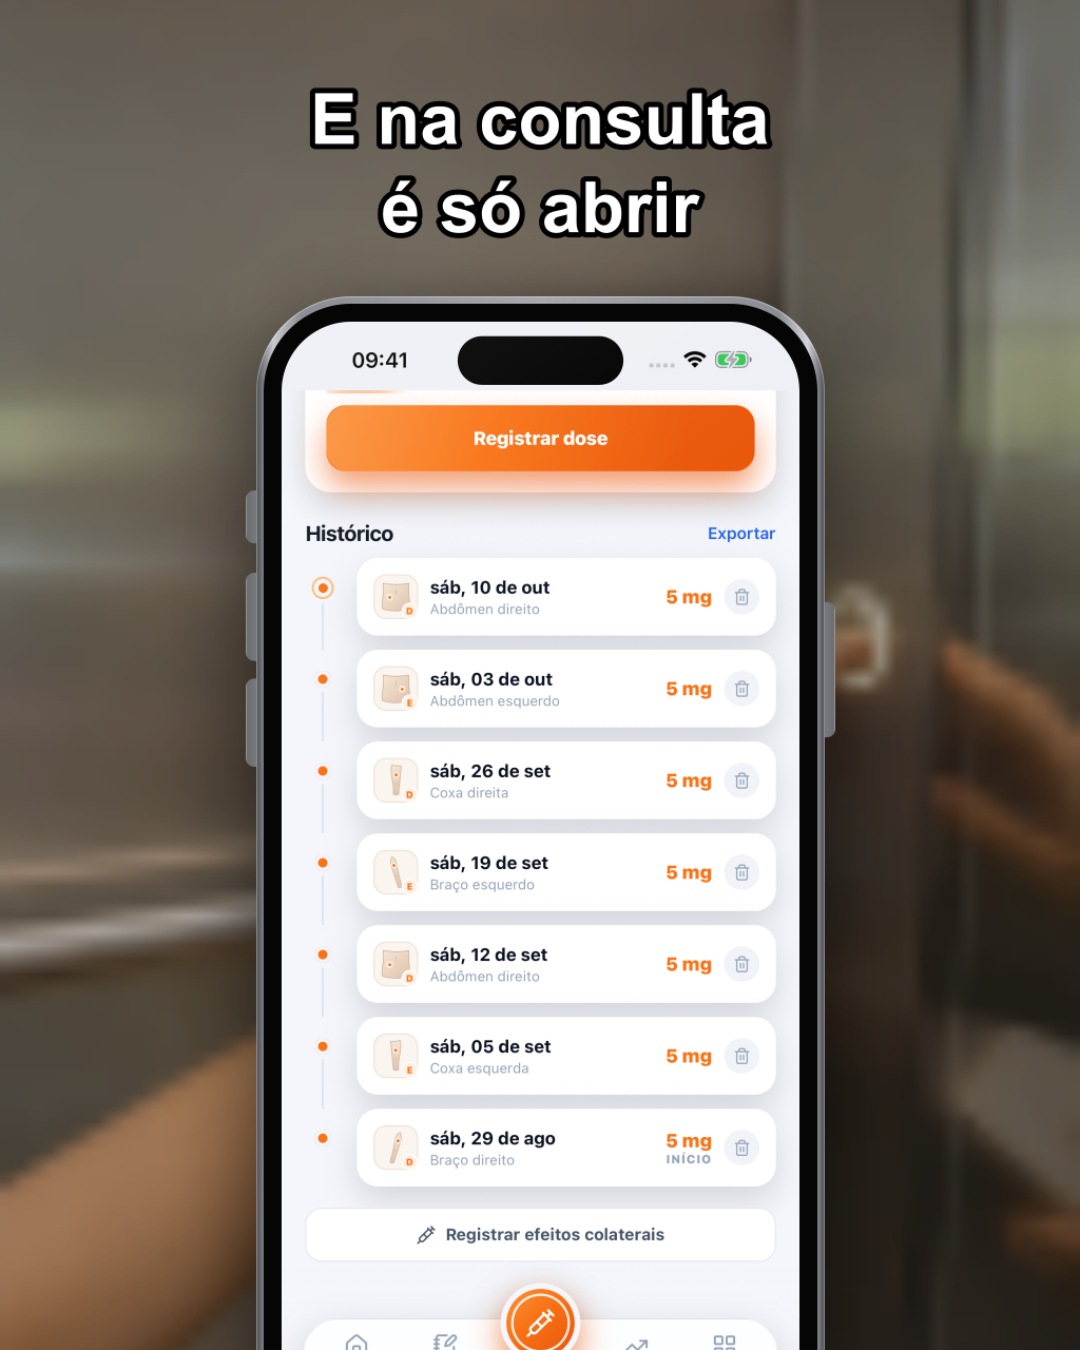 E na consulta
é só abrir
09:41
Registrar dose
Histórico
Exportar
sáb, 10 de out
Abdômen direito
5 mg
D
sáb, 03 de out
Abdômen esquerdo
5 mg
E
sáb, 26 de set
Coxa direita
5 mg
D
sáb, 19 de set
Braço esquerdo
5 mg
E
sáb, 12 de set
Abdômen direito
5 mg
D
sáb, 05 de set
Coxa esquerda
5 mg
E
sáb, 29 de ago
Braço direito
5 mg
INÍCIO
D
Registrar efeitos colaterais